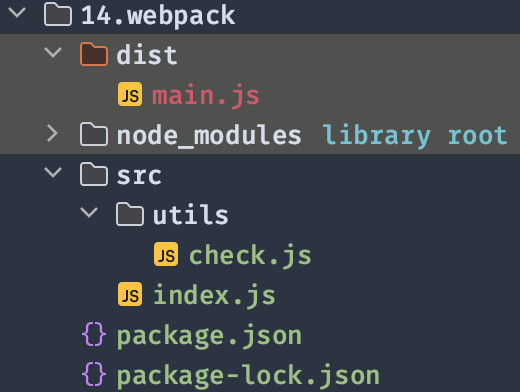 14.webpack
dist
JS main.js
node_modules library root
src
utils
JS check.js
JS index.js
{} package.json
{} package-lock.json